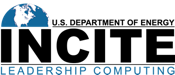 U.S. DEPARTMENT OF ENERGY
INCITE
LEADERSHIP COMPUTING